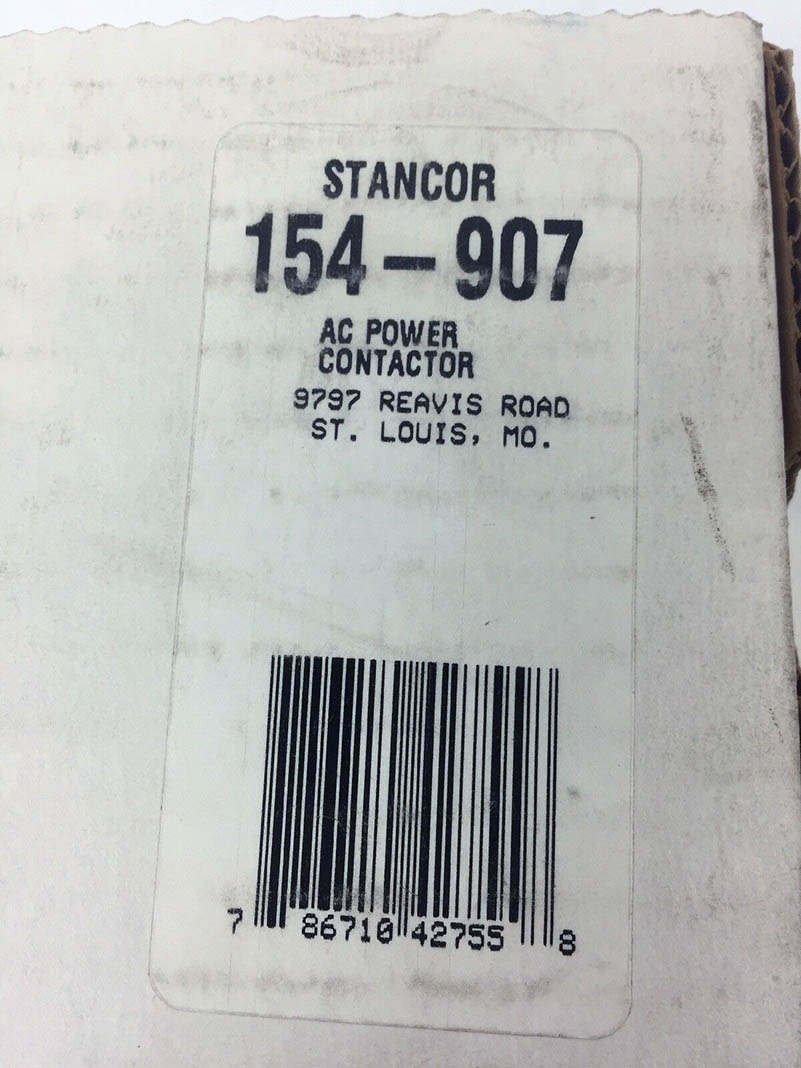 STANCOR
154-907
AC POWER
CONTACTOR
9797 REAVIS ROAD
ST. LOUIS, MO.
7 86710 42755 8